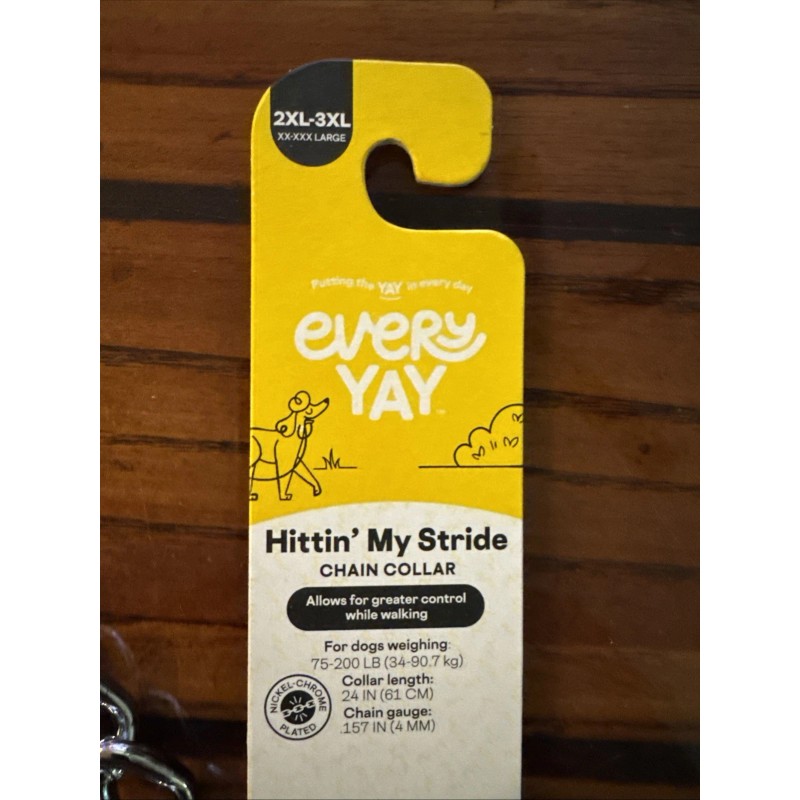 2XL-3XL
XX-XXX LARGE
Putting the YAY in every day
every
YAY
Hittin' My Stride
CHAIN COLLAR
Allows for greater control
while walking
For dogs weighing:
75-200 LB (34-90.7 kg)
Collar length:
24 IN (61 CM)
Chain gauge:
.157 IN (4 MM)
NICKEL-CHROME
PLATED